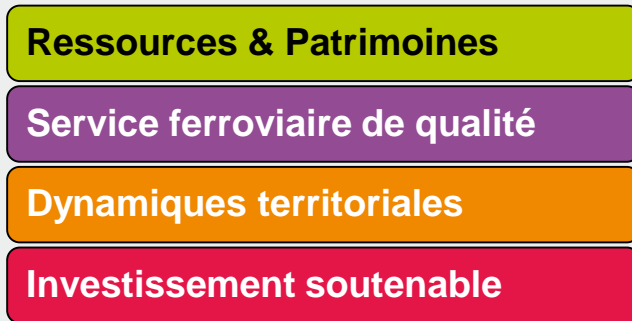 Ressources & Patrimoines
Service ferroviaire de qualité
Dynamiques territoriales
Investissement soutenable